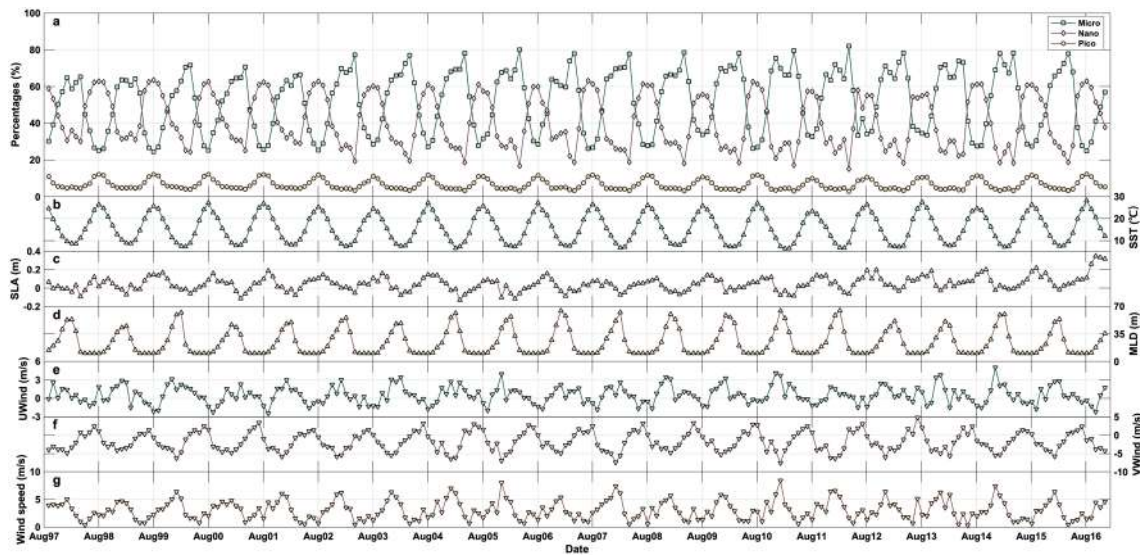 a
Micro
Nano
Pico
Percentages (%)
100
80
60
40
20
0
b
30
20
10
SST (℃)
c
0.4
0.2
0
-0.2
SLA (m)
d
70
35
0
MLD (m)
e
6
3
0
-3
UWind (m/s)
f
5
0
-5
-10
VWind (m/s)
g
10
5
0
Wind speed (m/s)
Aug97 Aug98 Aug99 Aug00 Aug01 Aug02 Aug03 Aug04 Aug05 Aug06 Aug07 Aug08 Aug09 Aug10 Aug11 Aug12 Aug13 Aug14 Aug15 Aug16
Date